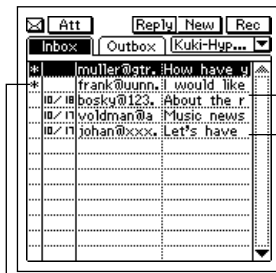 Att Reply New Rec
Inbox Outbox Kuki-Hyp...
* muller@gtr. How have y
* frank@uunn. I would like
10/18 bosky@123. About the r
10/17 voldman@a Music news
10/17 johan@xxx. Let's have